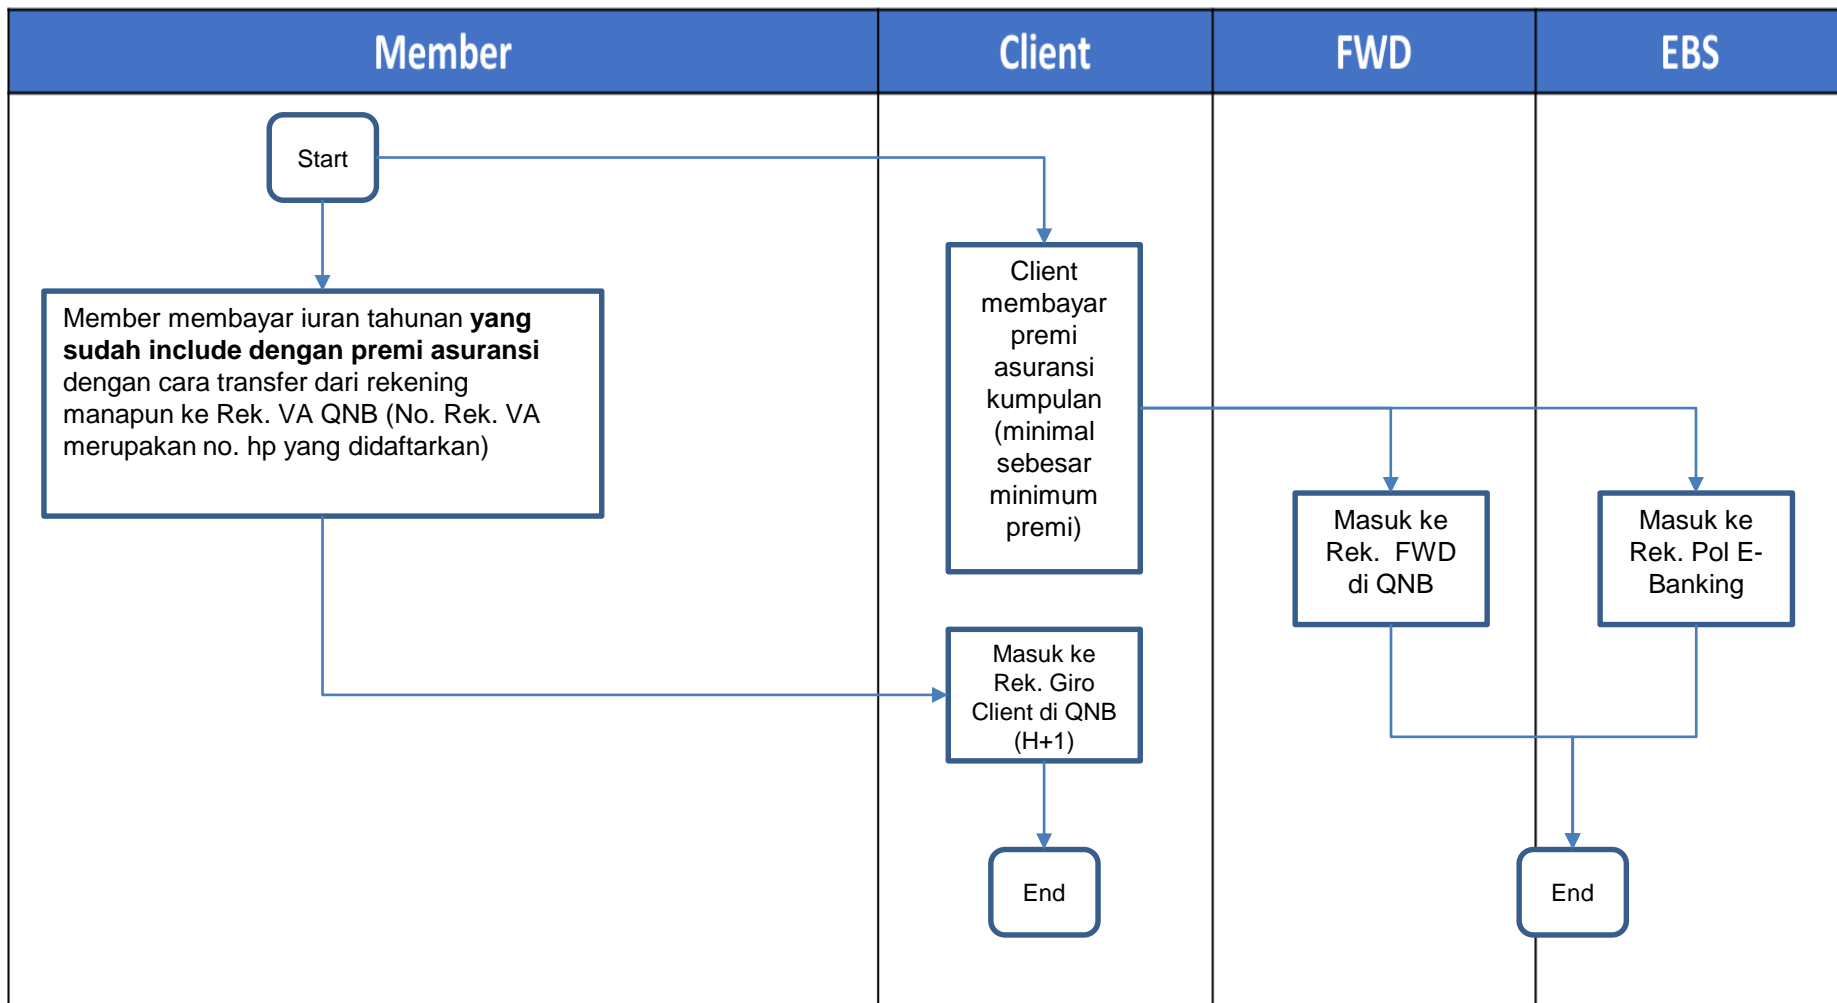 Member
Client
FWD
EBS
Start
Client
membayar
premi
asuransi
kumpulan
(minimal
sebesar
minimum
premi)
Member membayar iuran tahunan yang
sudah include dengan premi asuransi
dengan cara transfer dari rekening
manapun ke Rek. VA QNB (No. Rek. VA
merupakan no. hp yang didaftarkan)
Masuk ke
Rek. FWD
di QNB
Masuk ke
Rek. Pol E-
Banking
Masuk ke
Rek. Giro
Client di QNB
(H+1)
End
End